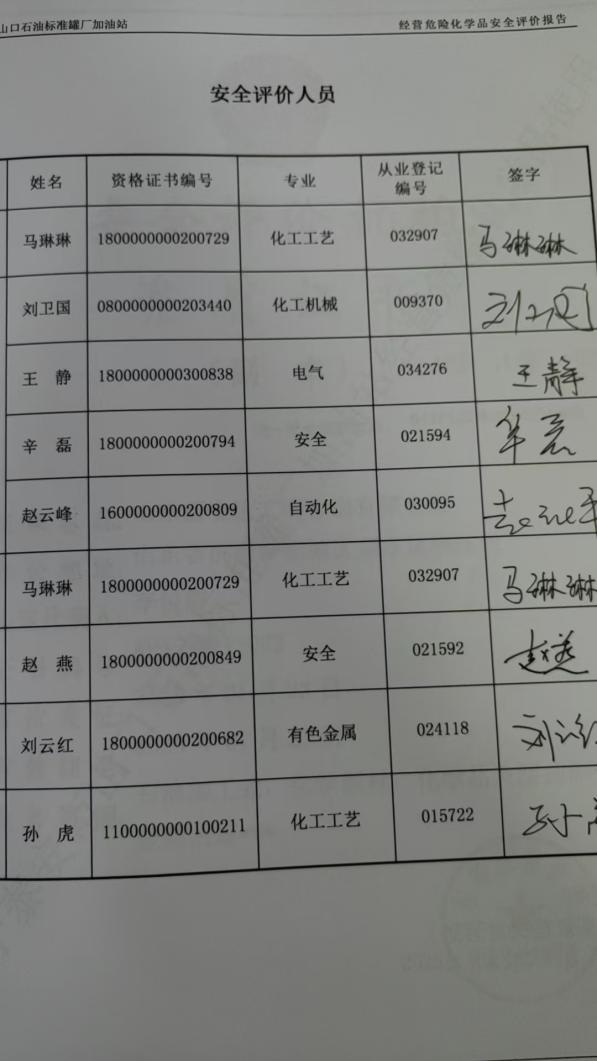 山口石油标准罐厂加油站 经营危险化学品安全评价报告
安全评价人员
姓名 资格证书编号 专业 从业登记编号 签字
马琳琳 1800000000200729 化工工艺 032907 马琳琳
刘卫国 0800000000203440 化工机械 009370 刘卫国
王 静 1800000000300838 电气 034276 王静
辛 磊 1800000000200794 安全 021594
赵云峰 1600000000200809 自动化 030095
马琳琳 1800000000200729 化工工艺 032907 马琳琳
赵 燕 1800000000200849 安全 021592 赵燕
刘云红 1800000000200682 有色金属 024118
孙 虎 1100000000100211 化工工艺 015722